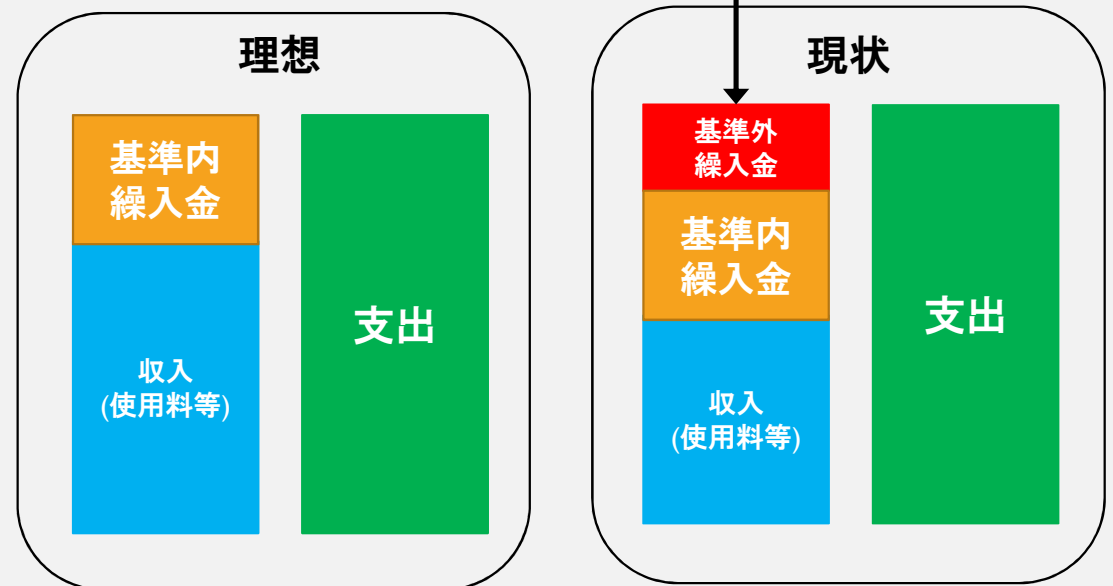 理想
基準内
繰入金
収入
(使用料等)
支出
現状
基準外
繰入金
基準内
繰入金
収入
(使用料等)
支出